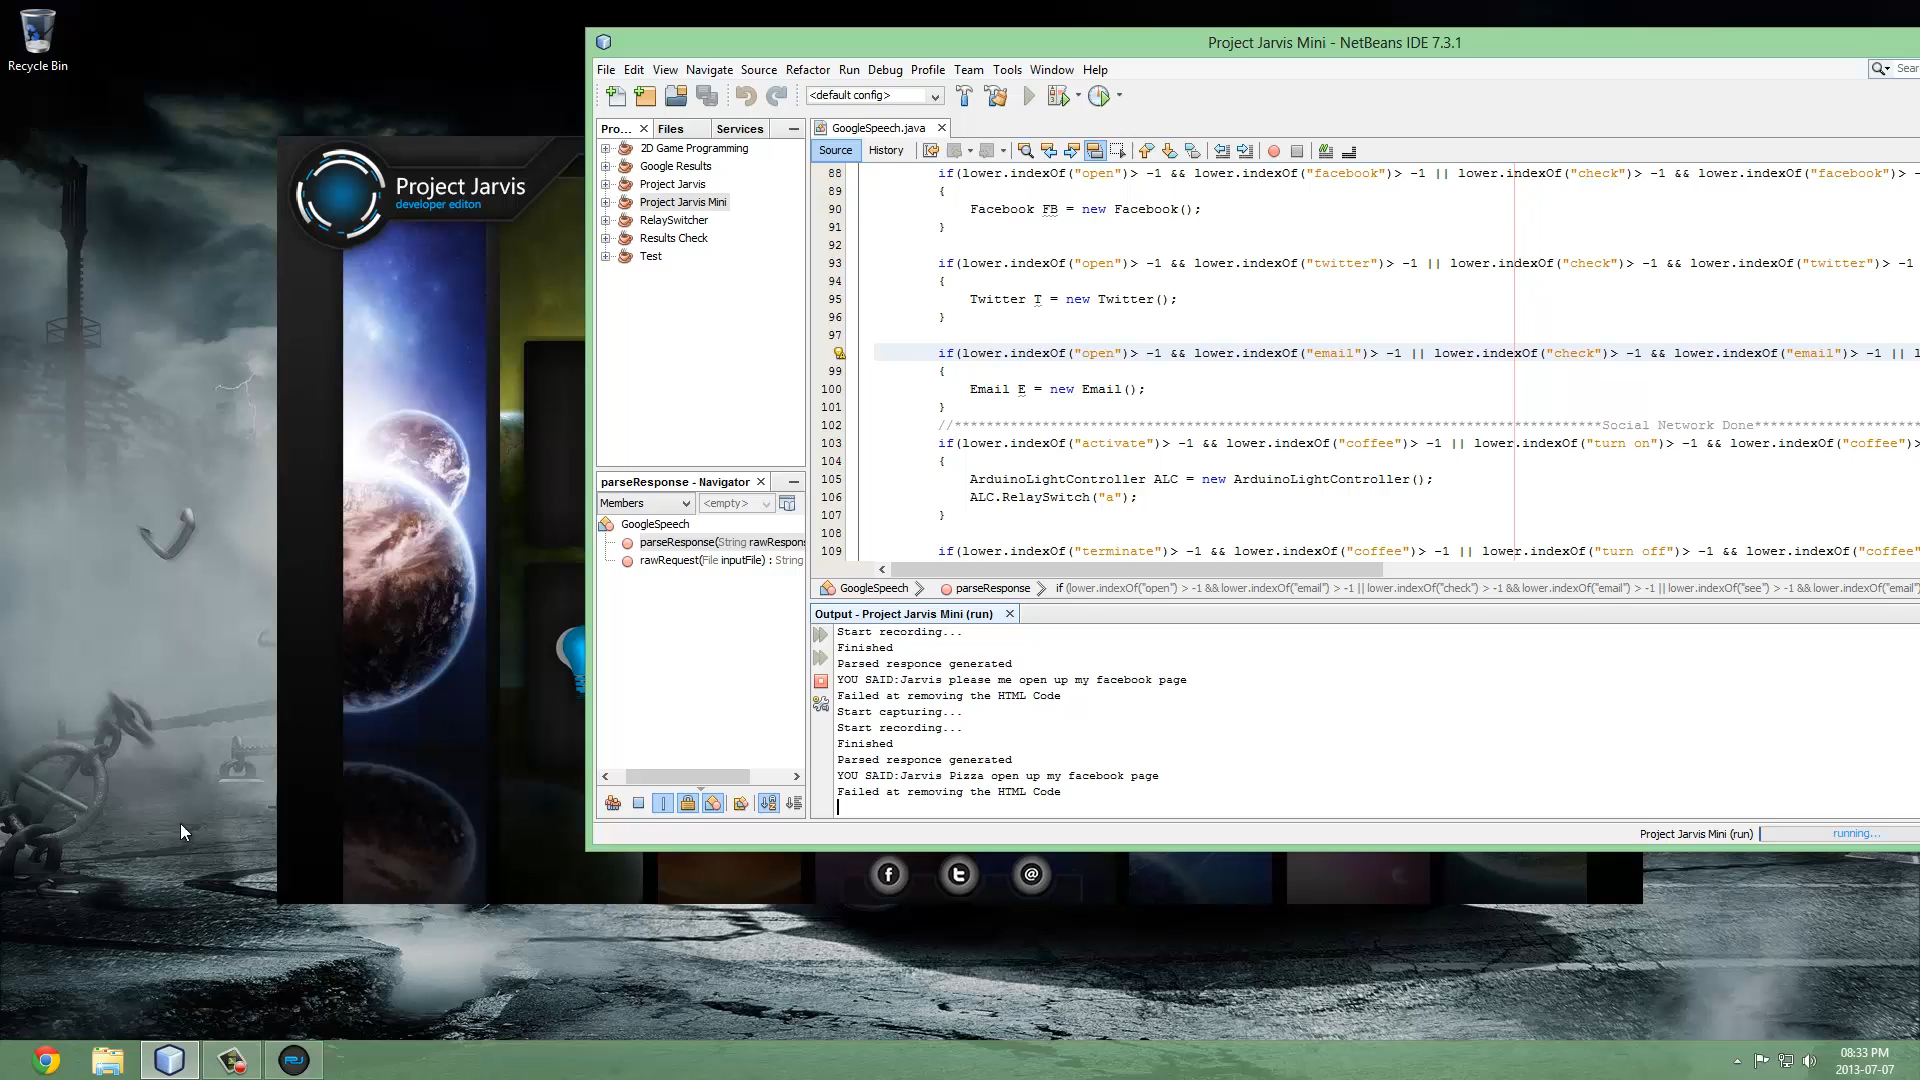 Recycle Bin
Project Jarvis
developer editon
Project Jarvis Mini - NetBeans IDE 7.3.1
File Edit View Navigate Source Refactor Run Debug Profile Team Tools Window Help
Sear
<default config>
Pro... Files Services
2D Game Programming
Google Results
Project Jarvis
Project Jarvis Mini
RelaySwitcher
Results Check
Test
parseResponse - Navigator
Members <empty>
GoogleSpeech
parseResponse(String rawRespons
rawRequest(File inputFile) : String
GoogleSpeech.java
Source History
88 if(lower.indexOf("open")> -1 && lower.indexOf("facebook")> -1 || lower.indexOf("check")> -1 && lower.indexOf("facebook")> -
89 {
90 Facebook FB = new Facebook();
91 }
92
93 if(lower.indexOf("open")> -1 && lower.indexOf("twitter")> -1 || lower.indexOf("check")> -1 && lower.indexOf("twitter")> -1
94 {
95 Twitter T = new Twitter();
96 }
97
if(lower.indexOf("open")> -1 && lower.indexOf("email")> -1 || lower.indexOf("check")> -1 && lower.indexOf("email")> -1 || l
99 {
100 Email E = new Email();
101 }
102 //*********************************************************************************Social Network Done*********************
103 if(lower.indexOf("activate")> -1 && lower.indexOf("coffee")> -1 || lower.indexOf("turn on")> -1 && lower.indexOf("coffee")>
104 {
105 ArduinoLightController ALC = new ArduinoLightController();
106 ALC.RelaySwitch("a");
107 }
108
109 if(lower.indexOf("terminate")> -1 && lower.indexOf("coffee")> -1 || lower.indexOf("turn off")> -1 && lower.indexOf("coffee"
GoogleSpeech parseResponse if (lower.indexOf("open") > -1 && lower.indexOf("email") > -1 || lower.indexOf("check") > -1 && lower.indexOf("email") > -1 || lower.indexOf("see") > -1 && lower.indexOf("email")
Output - Project Jarvis Mini (run)
Start recording...
Finished
Parsed responce generated
YOU SAID:Jarvis please me open up my facebook page
Failed at removing the HTML Code
Start capturing...
Start recording...
Finished
Parsed responce generated
YOU SAID:Jarvis Pizza open up my facebook page
Failed at removing the HTML Code
Project Jarvis Mini (run) running...
08:33 PM
2013-07-07